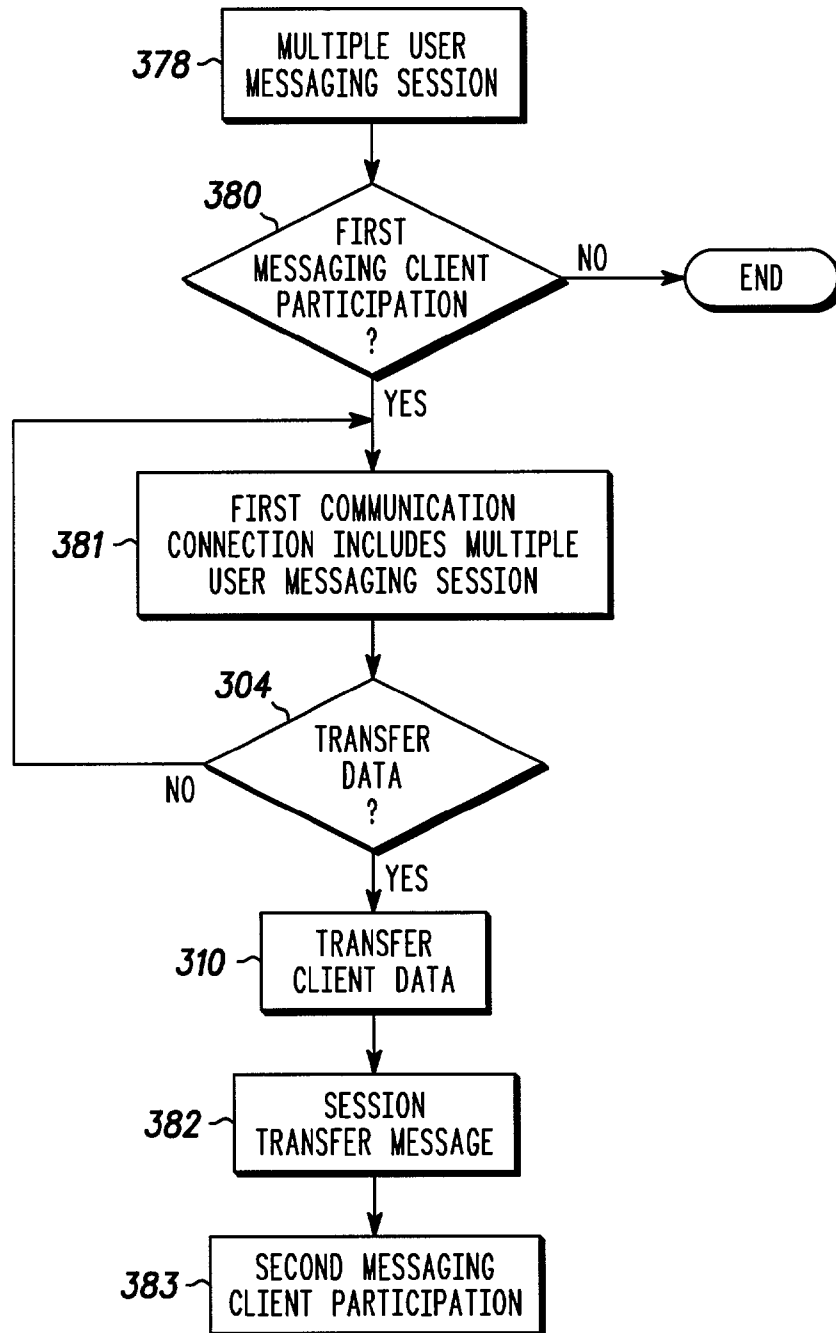 378
MULTIPLE USER
MESSAGING SESSION
380
FIRST
MESSAGING CLIENT
PARTICIPATION
?
NO
END
YES
381
FIRST COMMUNICATION
CONNECTION INCLUDES MULTIPLE
USER MESSAGING SESSION
304
TRANSFER
DATA
?
NO
YES
310
TRANSFER
CLIENT DATA
382
SESSION
TRANSFER MESSAGE
383
SECOND MESSAGING
CLIENT PARTICIPATION